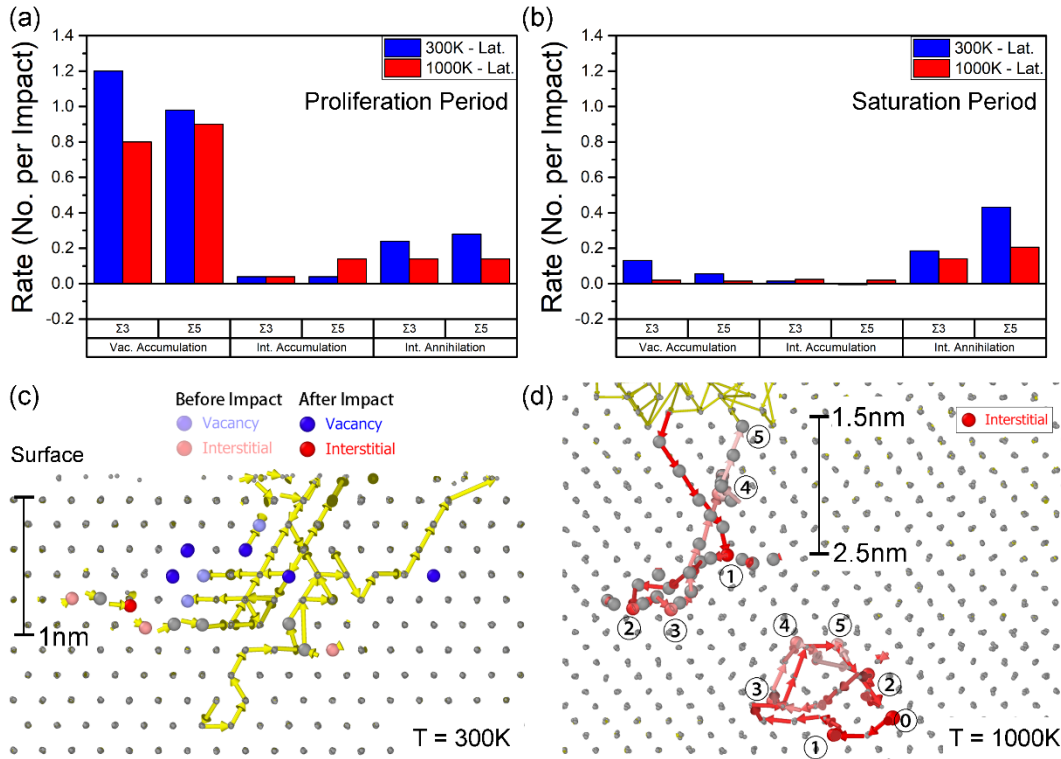 (a)
Rate (No. per Impact)
1.4
1.2
1.0
0.8
0.6
0.4
0.2
0.0
-0.2
300K - Lat.
1000K - Lat.
Proliferation Period
Σ3 Σ5 Σ3 Σ5 Σ3 Σ5
Vac. Accumulation Int. Accumulation Int. Annihilation
(b)
Rate (No. per Impact)
1.4
1.2
1.0
0.8
0.6
0.4
0.2
0.0
-0.2
300K - Lat.
1000K - Lat.
Saturation Period
Σ3 Σ5 Σ3 Σ5 Σ3 Σ5
Vac. Accumulation Int. Accumulation Int. Annihilation
(c)
Before Impact After Impact
Vacancy Vacancy
Interstitial Interstitial
Surface
1nm
T = 300K
(d)
Interstitial
1.5nm
2.5nm
5
4
1
2
3
4
5
3
2
0
1
T = 1000K